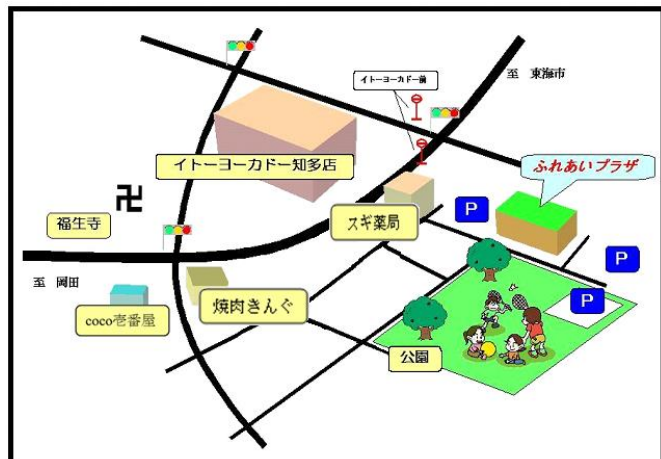 イトーヨーカドー前
至 東海市
イトーヨーカドー知多店
ふれあいプラザ
卍
福生寺
スギ薬局
P
P
P
至 岡田
coco壱番屋
焼肉きんぐ
公園